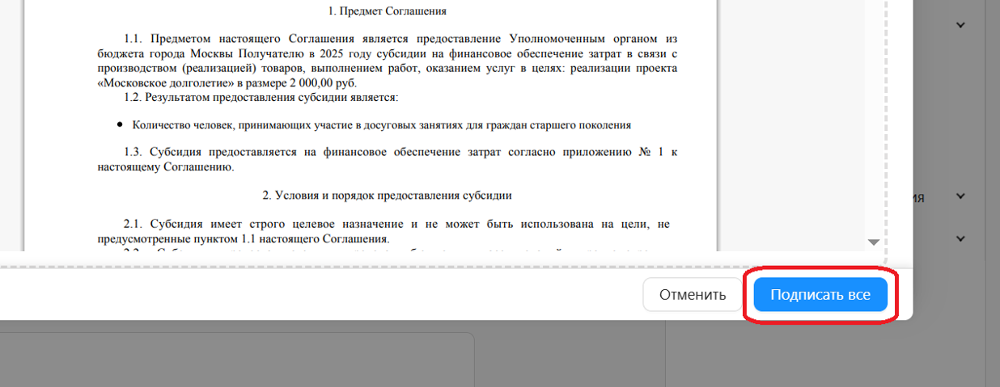 1. Предмет Соглашения
1.1. Предметом настоящего Соглашения является предоставление Уполномоченным органом из
бюджета города Москвы Получателю в 2025 году субсидии на финансовое обеспечение затрат в связи с
производством (реализацией) товаров, выполнением работ, оказанием услуг в целях: реализации проекта
«Московское долголетие» в размере 2 000,00 руб.
1.2. Результатом предоставления субсидии является:
• Количество человек, принимающих участие в досуговых занятиях для граждан старшего поколения
1.3. Субсидия предоставляется на финансовое обеспечение затрат согласно приложению № 1 к
настоящему Соглашению.
2. Условия и порядок предоставления субсидии
ия
2.1. Субсидия имеет строго целевое назначение и не может быть использована на цели, не
предусмотренные пунктом 1.1 настоящего Соглашения.
Отменить
Подписать все